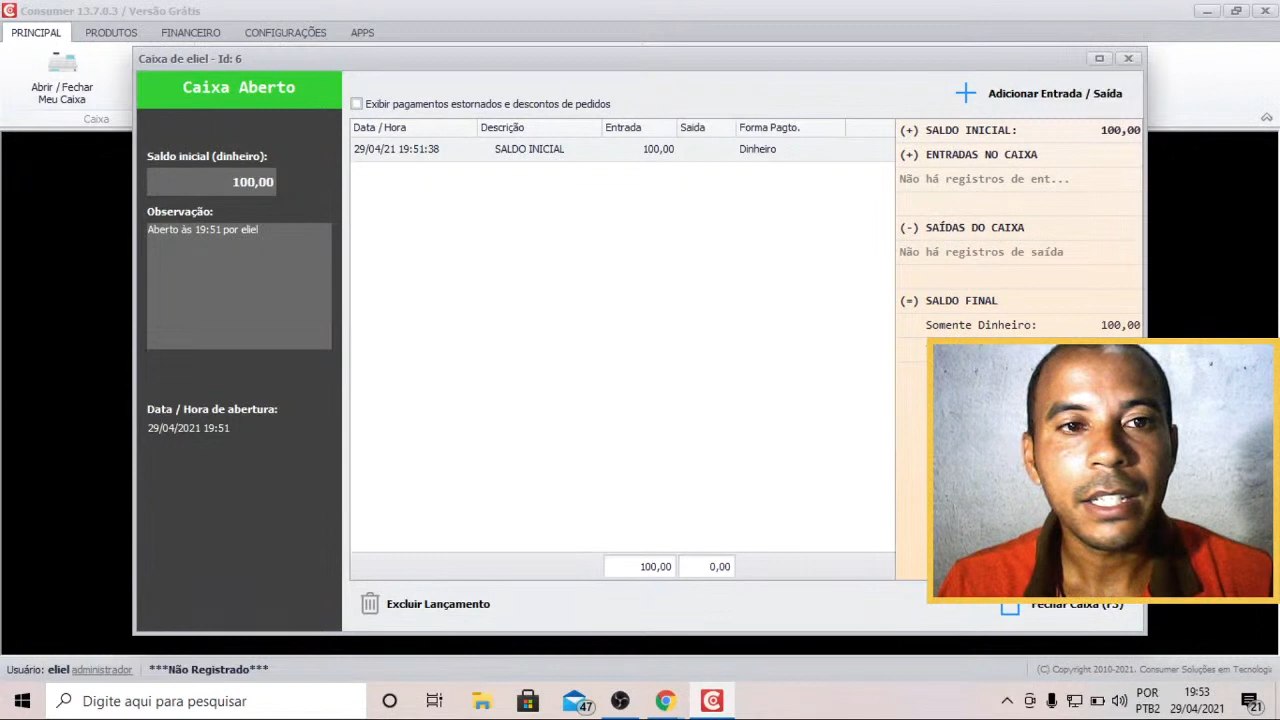 Consumer 13.7.0.3 / Versão Grátis
PRINCIPAL PRODUTOS FINANCEIRO CONFIGURAÇÕES APPS
Abrir / Fechar
Meu Caixa
Caixa
Caixa de eliel - Id: 6
Caixa Aberto
Saldo inicial (dinheiro):
100,00
Observação:
Aberto às 19:51 por eliel
Data / Hora de abertura:
29/04/2021 19:51
Exibir pagamentos estornados e descontos de pedidos
Adicionar Entrada / Saída
Data / Hora Descrição Entrada Saida Forma Pagto.
29/04/21 19:51:38 SALDO INICIAL 100,00 Dinheiro
100,00 0,00
(+) SALDO INICIAL: 100,00
(+) ENTRADAS NO CAIXA
Não há registros de ent...
(-) SAÍDAS DO CAIXA
Não há registros de saída
(=) SALDO FINAL
Somente Dinheiro: 100,00
Excluir Lançamento
Fechar Caixa (F5)
Usuário: eliel administrador ***Não Registrado***
(C) Copyright 2010-2021. Consumer Soluções em Tecnologi
Digite aqui para pesquisar
47
POR
PTB2
19:53
29/04/2021
21